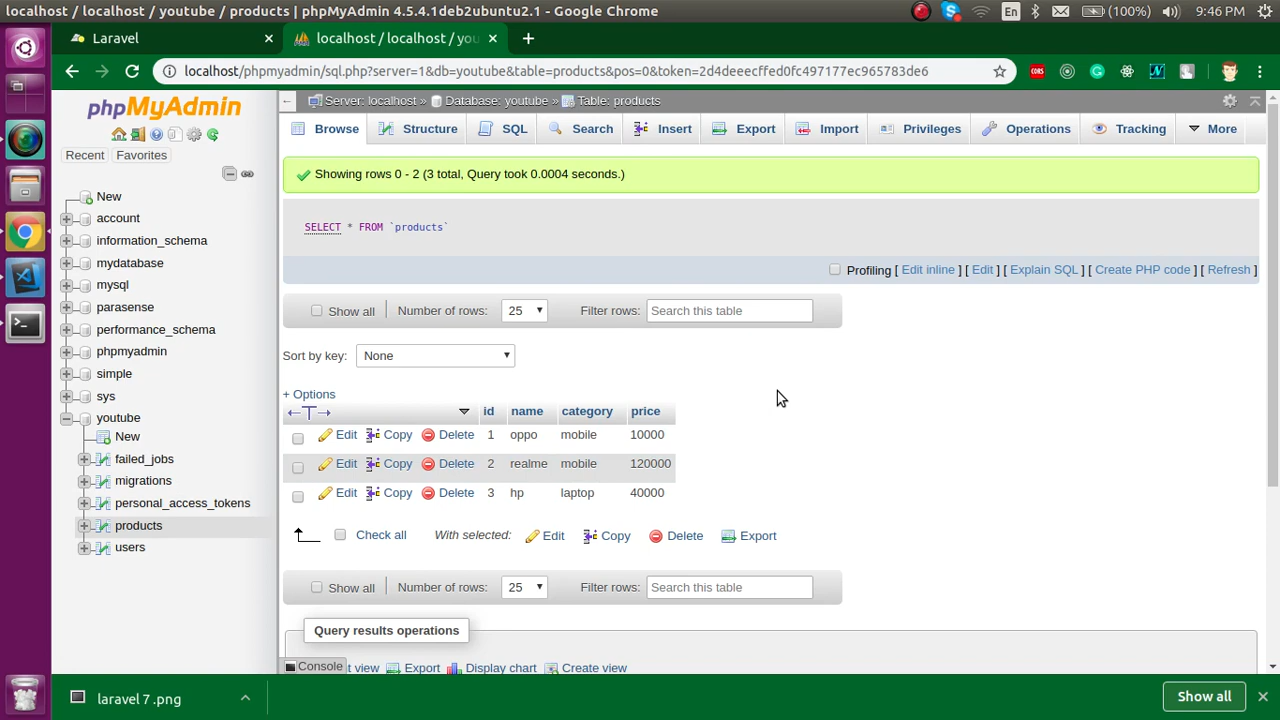 localhost / localhost / youtube / products | phpMyAdmin 4.5.4.1deb2ubuntu2.1 - Google Chrome
En
(100%)
9:46 PM
Laravel
localhost / localhost / you
localhost/phpmyadmin/sql.php?server=1&db=youtube&table=products&pos=0&token=2d4deeecffed0fc497177ec965783de6
CORS
phpMyAdmin
Recent
Favorites
New
account
information_schema
mydatabase
mysql
parasense
performance_schema
phpmyadmin
simple
sys
youtube
New
failed_jobs
migrations
personal_access_tokens
products
users
Server: localhost » Database: youtube » Table: products
Browse Structure SQL Search Insert Export Import Privileges Operations Tracking More
Showing rows 0 - 2 (3 total, Query took 0.0004 seconds.)
SELECT * FROM `products`
Profiling [ Edit inline ] [ Edit ] [ Explain SQL ] [ Create PHP code ] [ Refresh ]
Show all Number of rows: 25 Filter rows: Search this table
Sort by key: None
+ Options
id name category price
Edit Copy Delete 1 oppo mobile 10000
Edit Copy Delete 2 realme mobile 120000
Edit Copy Delete 3 hp laptop 40000
Check all With selected: Edit Copy Delete Export
Show all Number of rows: 25 Filter rows: Search this table
Query results operations
Console t view Export Display chart Create view
laravel 7 .png
Show all